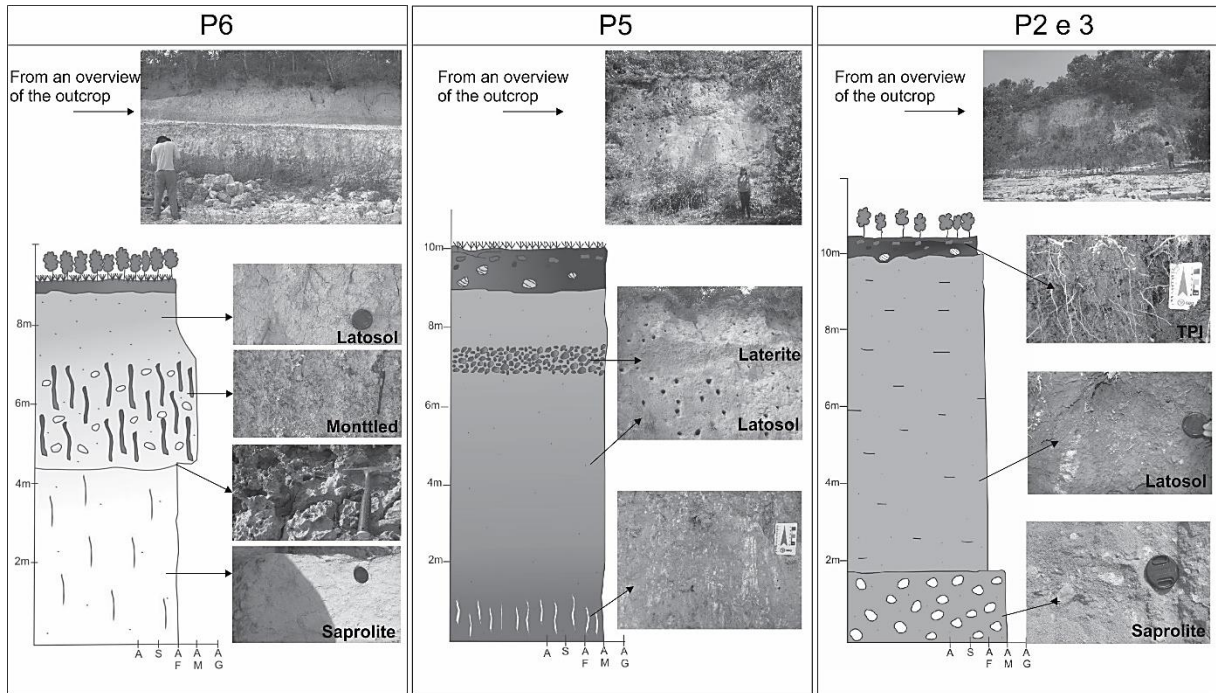 P6
From an overview
of the outcrop
8m
6m
4m
2m
A
S
A
F
A
M
A
G
Latosol
Monttled
Saprolite
P5
From an overview
of the outcrop
10m
8m
6m
4m
2m
A
S
A
F
A
M
A
G
Laterite
Latosol
P2 e 3
From an overview
of the outcrop
10m
8m
6m
4m
2m
A
S
A
F
A
M
A
G
TPI
Latosol
Saprolite